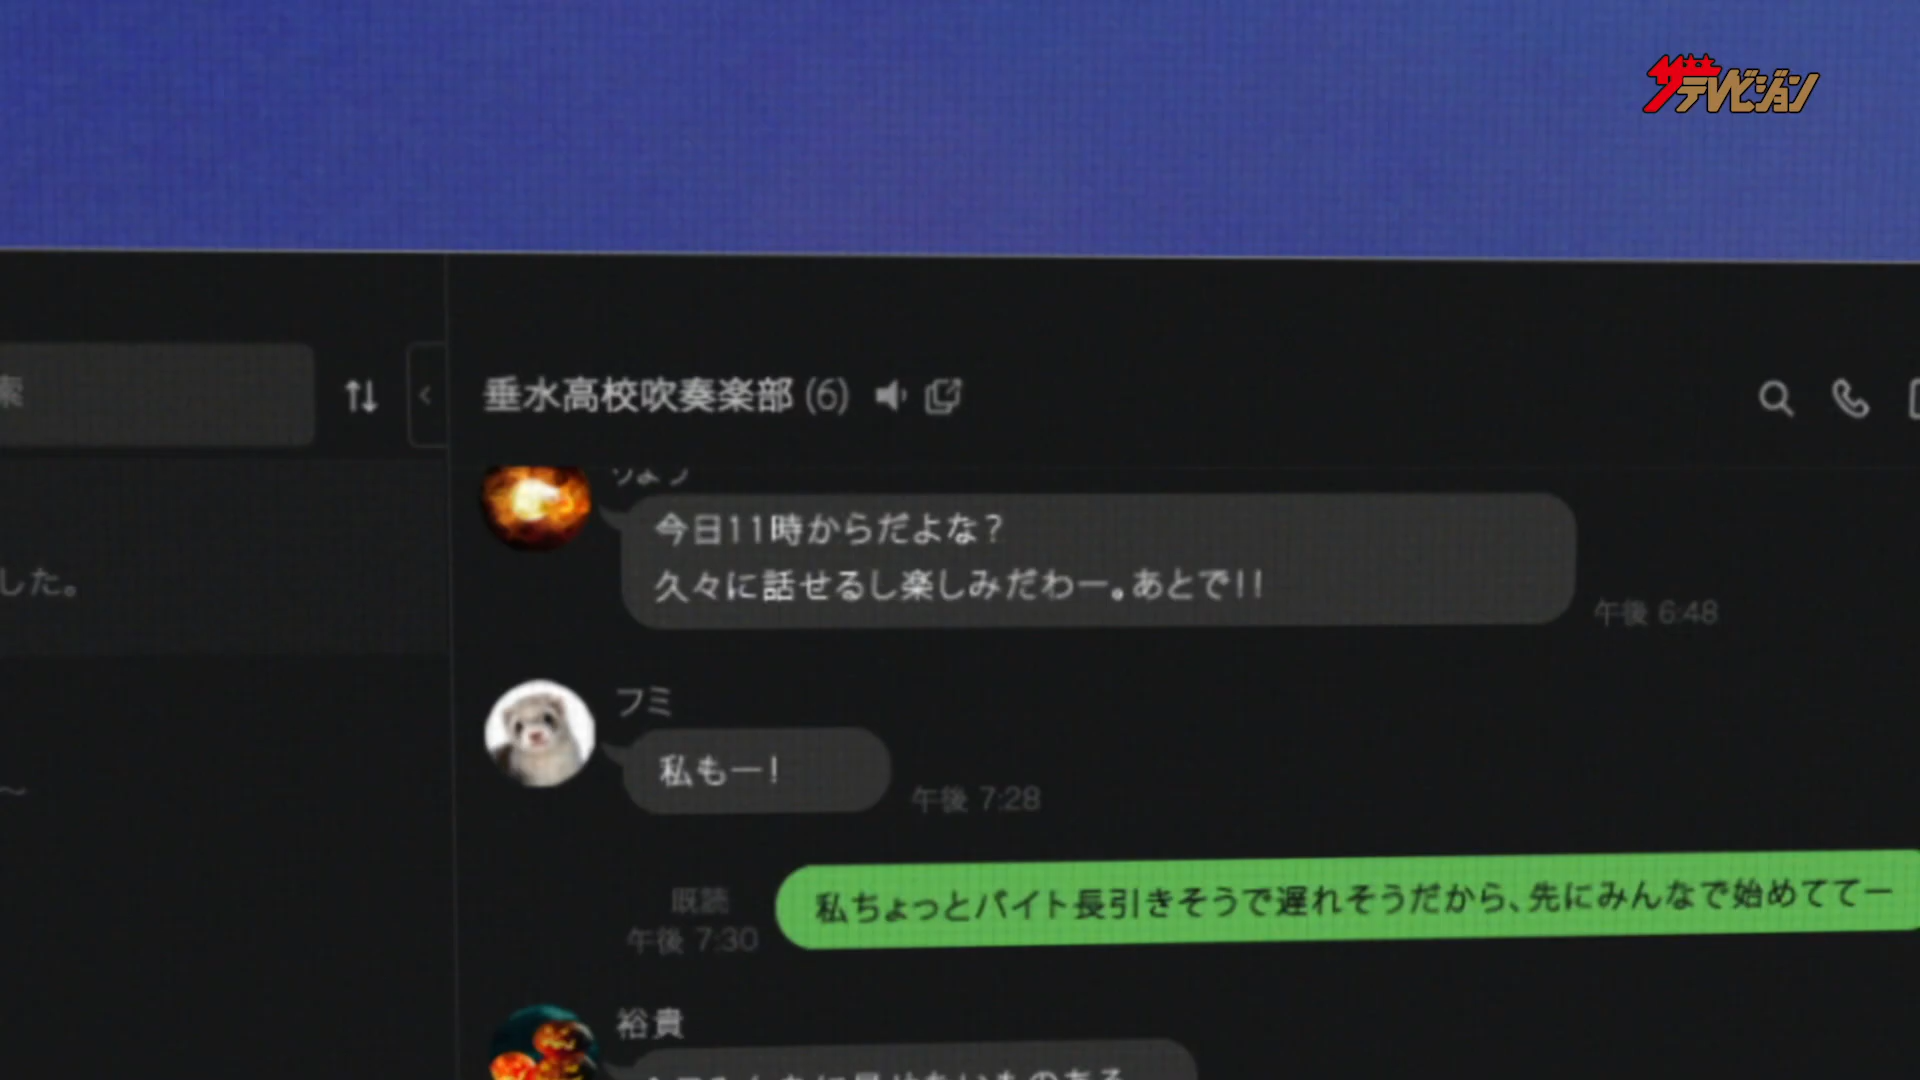 ザテレビジョン
索
垂水高校吹奏楽部 (6)
りょう
今日11時からだよな?
久々に話せるし楽しみだわー。あとで!!
午後 6:48
した。
フミ
私もー!
午後 7:28
〜
既読
午後 7:30
私ちょっとバイト長引きそうで遅れそうだから、先にみんなで始めててー
裕貴